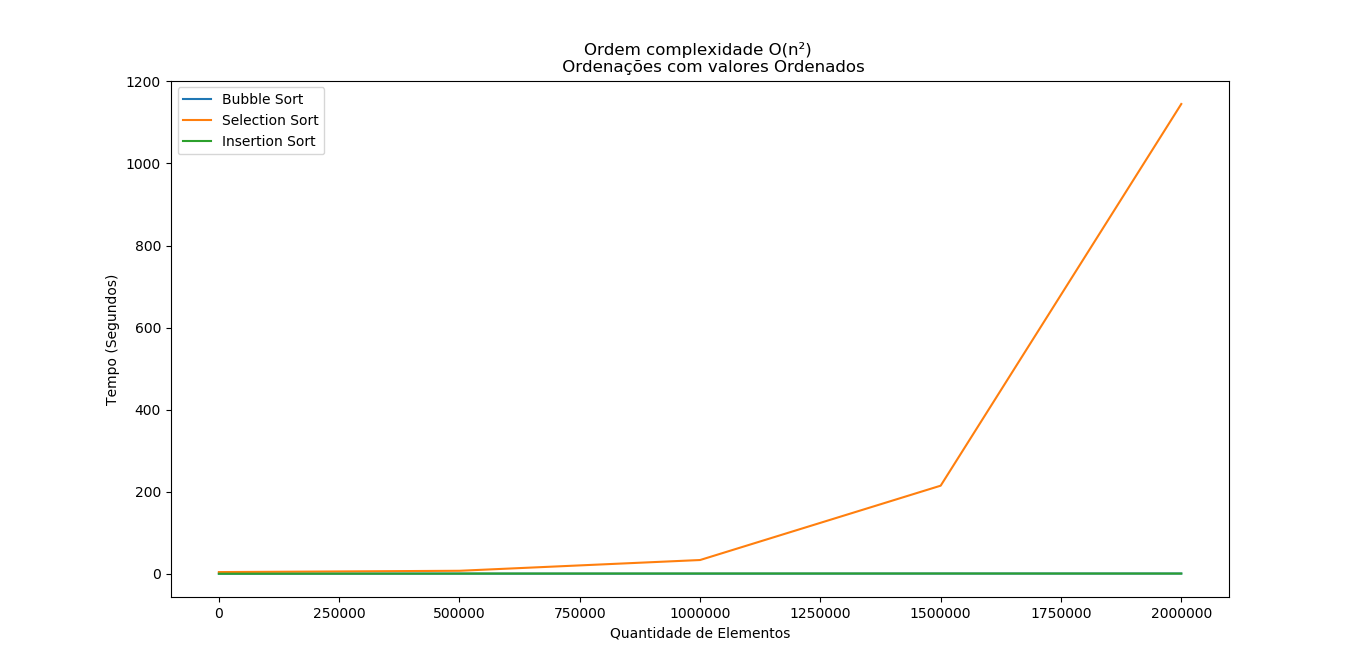 Ordem complexidade O(n²)
Ordenações com valores Ordenados
Bubble Sort
Selection Sort
Insertion Sort
1200
1000
800
600
400
200
0
Tempo (Segundos)
0 250000 500000 750000 1000000 1250000 1500000 1750000 2000000
Quantidade de Elementos